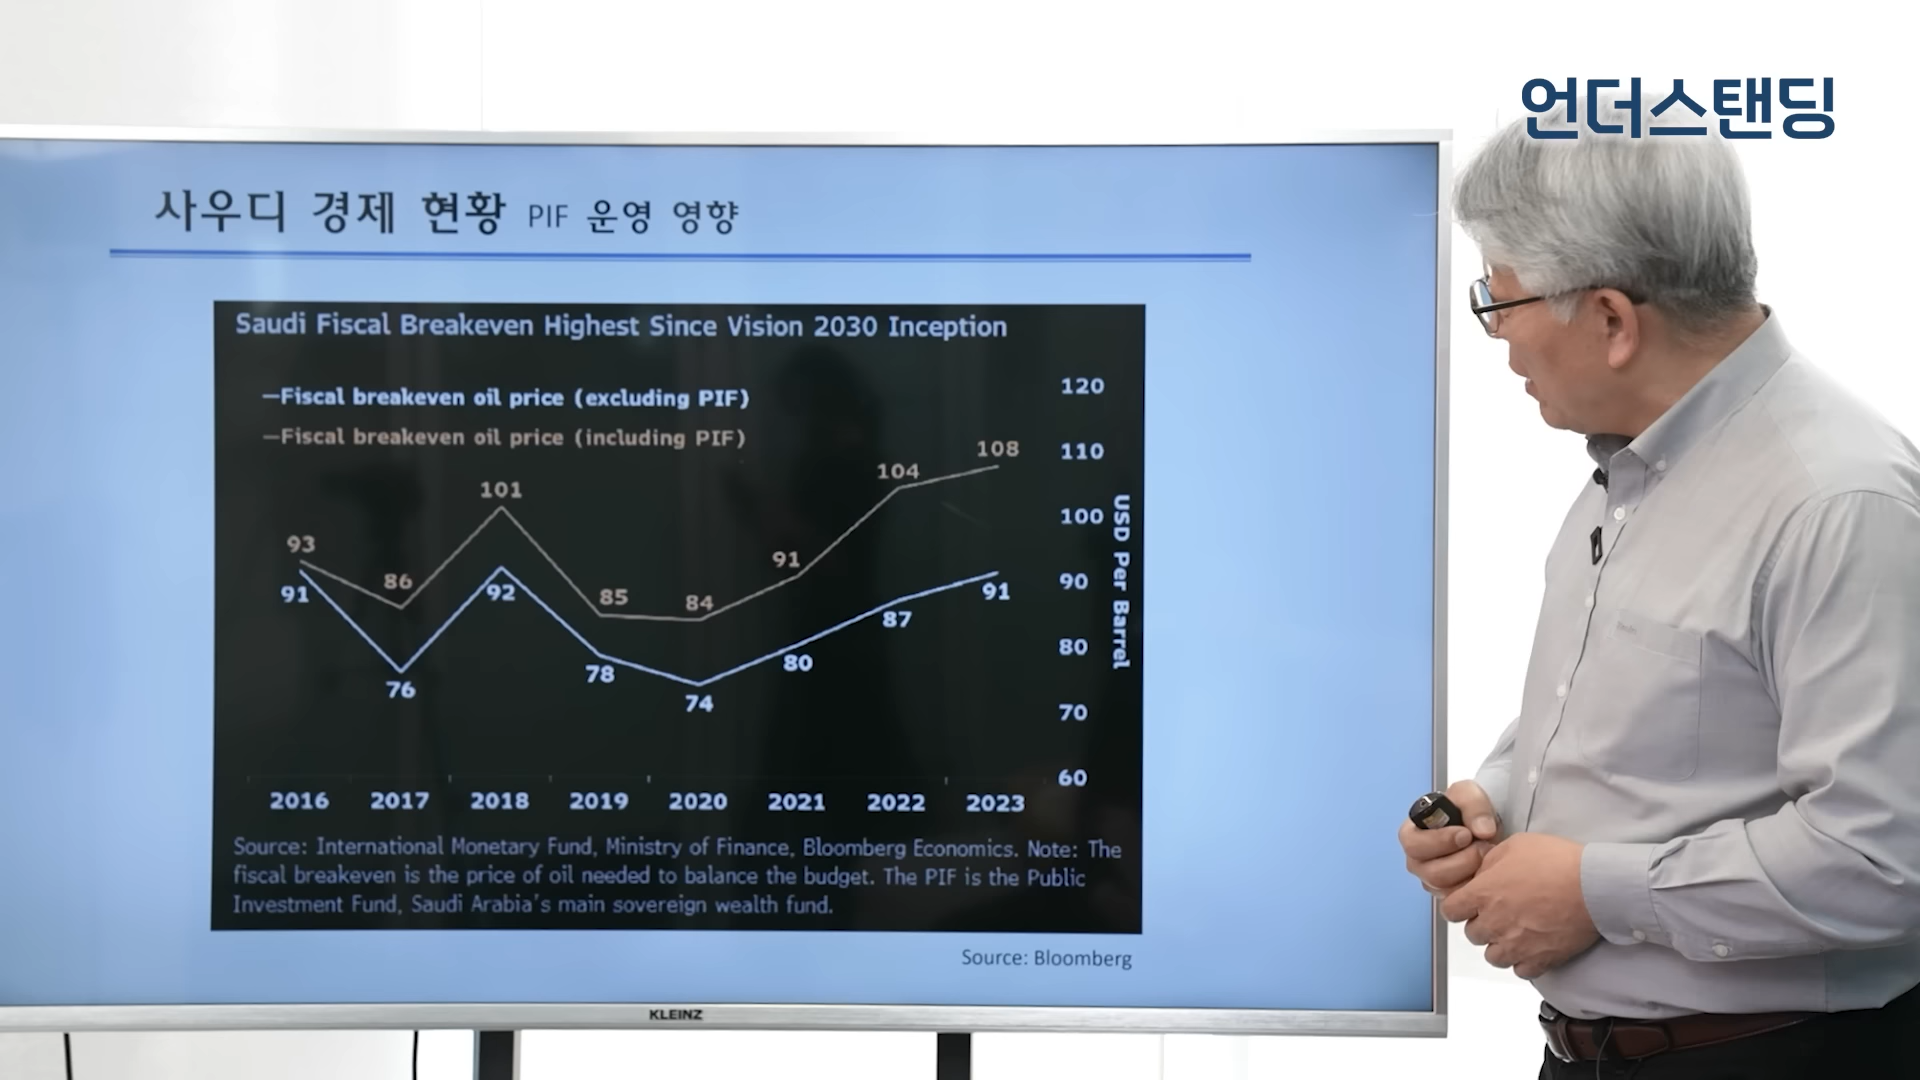 언더스탠딩
사우디 경제 현황 PIF 운영 영향
Saudi Fiscal Breakeven Highest Since Vision 2030 Inception
—Fiscal breakeven oil price (excluding PIF)
—Fiscal breakeven oil price (including PIF)
120
110
100
90
80
70
60
USD Per Barrel
93
86
101
85
84
91
104
108
91
76
92
78
74
80
87
91
2016 2017 2018 2019 2020 2021 2022 2023
Source: International Monetary Fund, Ministry of Finance, Bloomberg Economics. Note: The
fiscal breakeven is the price of oil needed to balance the budget. The PIF is the Public
Investment Fund, Saudi Arabia's main sovereign wealth fund.
Source: Bloomberg
KLEINZ